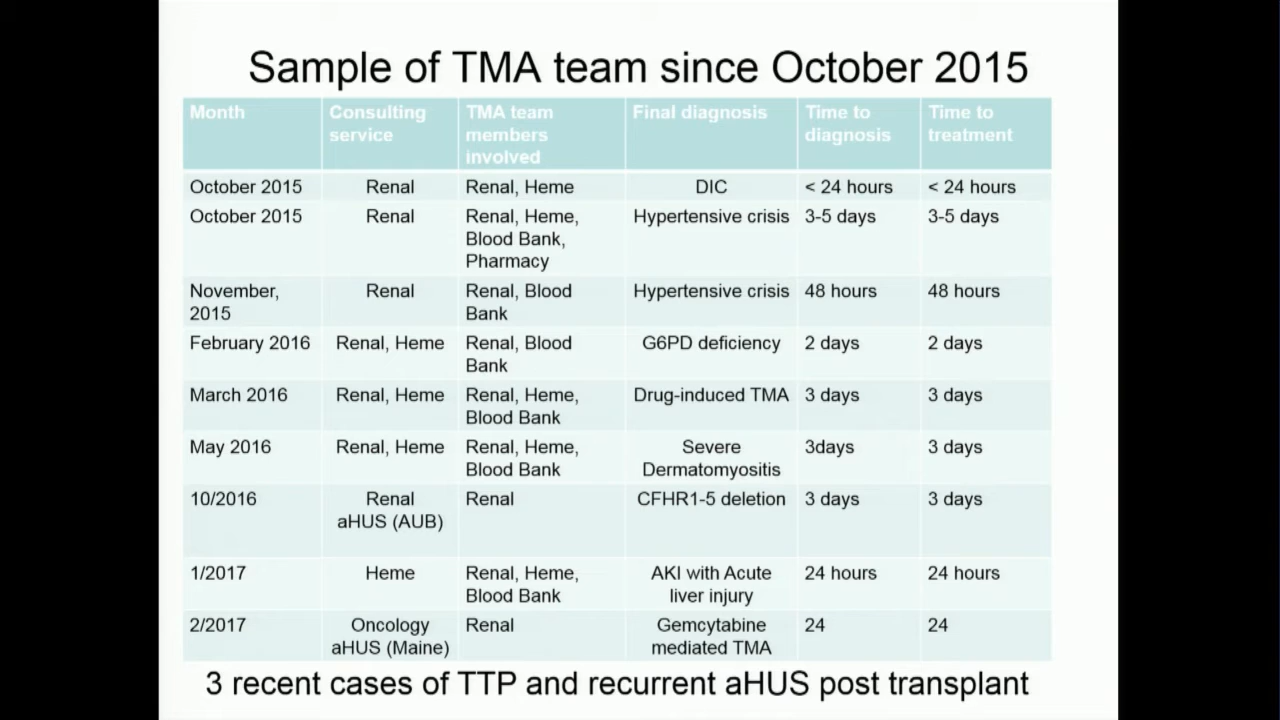 Sample of TMA team since October 2015
Month Consulting service TMA team members involved Final diagnosis Time to diagnosis Time to treatment
October 2015 Renal Renal, Heme DIC < 24 hours < 24 hours
October 2015 Renal Renal, Heme, Blood Bank, Pharmacy Hypertensive crisis 3-5 days 3-5 days
November, 2015 Renal Renal, Blood Bank Hypertensive crisis 48 hours 48 hours
February 2016 Renal, Heme Renal, Blood Bank G6PD deficiency 2 days 2 days
March 2016 Renal, Heme Renal, Heme, Blood Bank Drug-induced TMA 3 days 3 days
May 2016 Renal, Heme Renal, Heme, Blood Bank Severe Dermatomyositis 3days 3 days
10/2016 Renal aHUS (AUB) Renal CFHR1-5 deletion 3 days 3 days
1/2017 Heme Renal, Heme, Blood Bank AKI with Acute liver injury 24 hours 24 hours
2/2017 Oncology aHUS (Maine) Renal Gemcytabine mediated TMA 24 24
3 recent cases of TTP and recurrent aHUS post transplant